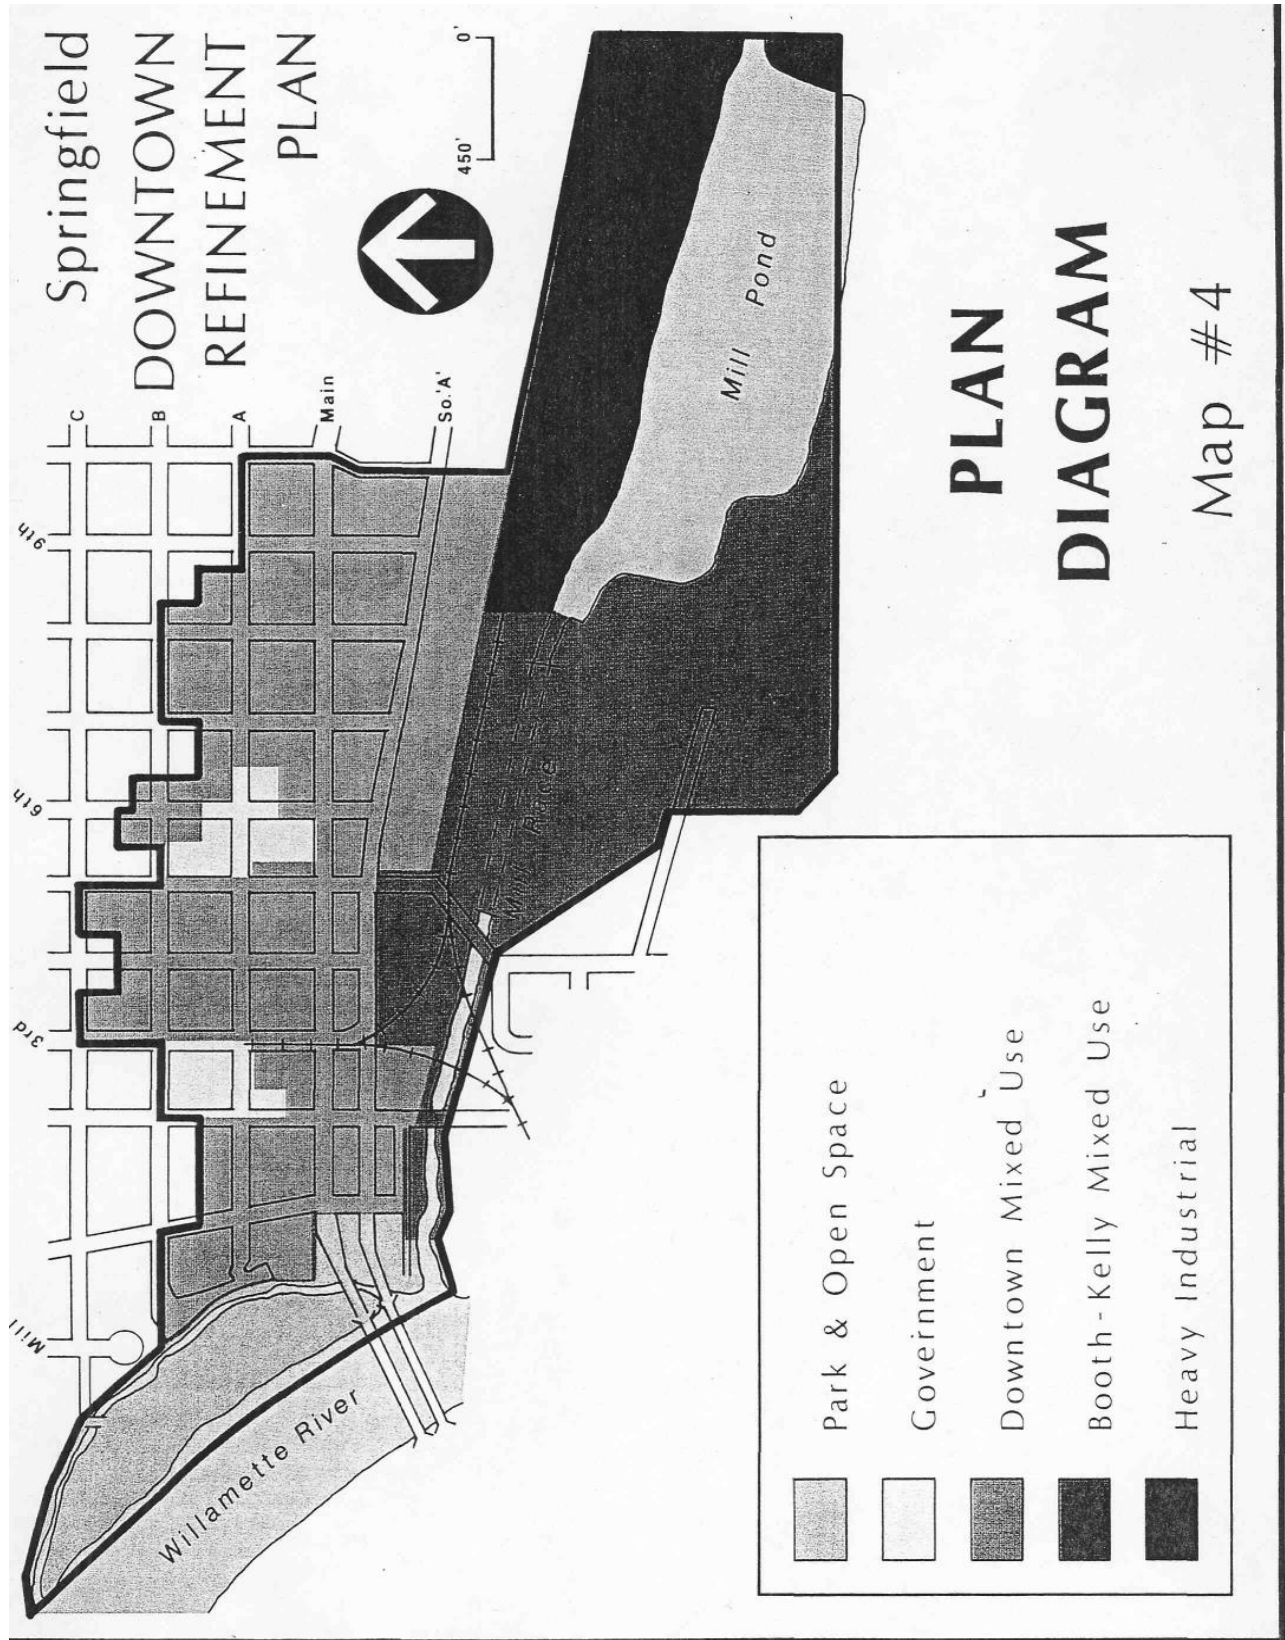 Springfield
DOWNTOWN
REFINEMENT
PLAN
0'
450'
C
B
A
Main
So.'A'
9th
6th
3rd
Mill
Mill Pond
Mill Race
Willamette River
PLAN
DIAGRAM
Map #4
Park & Open Space
Government
Downtown Mixed Use
Booth-Kelly Mixed Use
Heavy Industrial